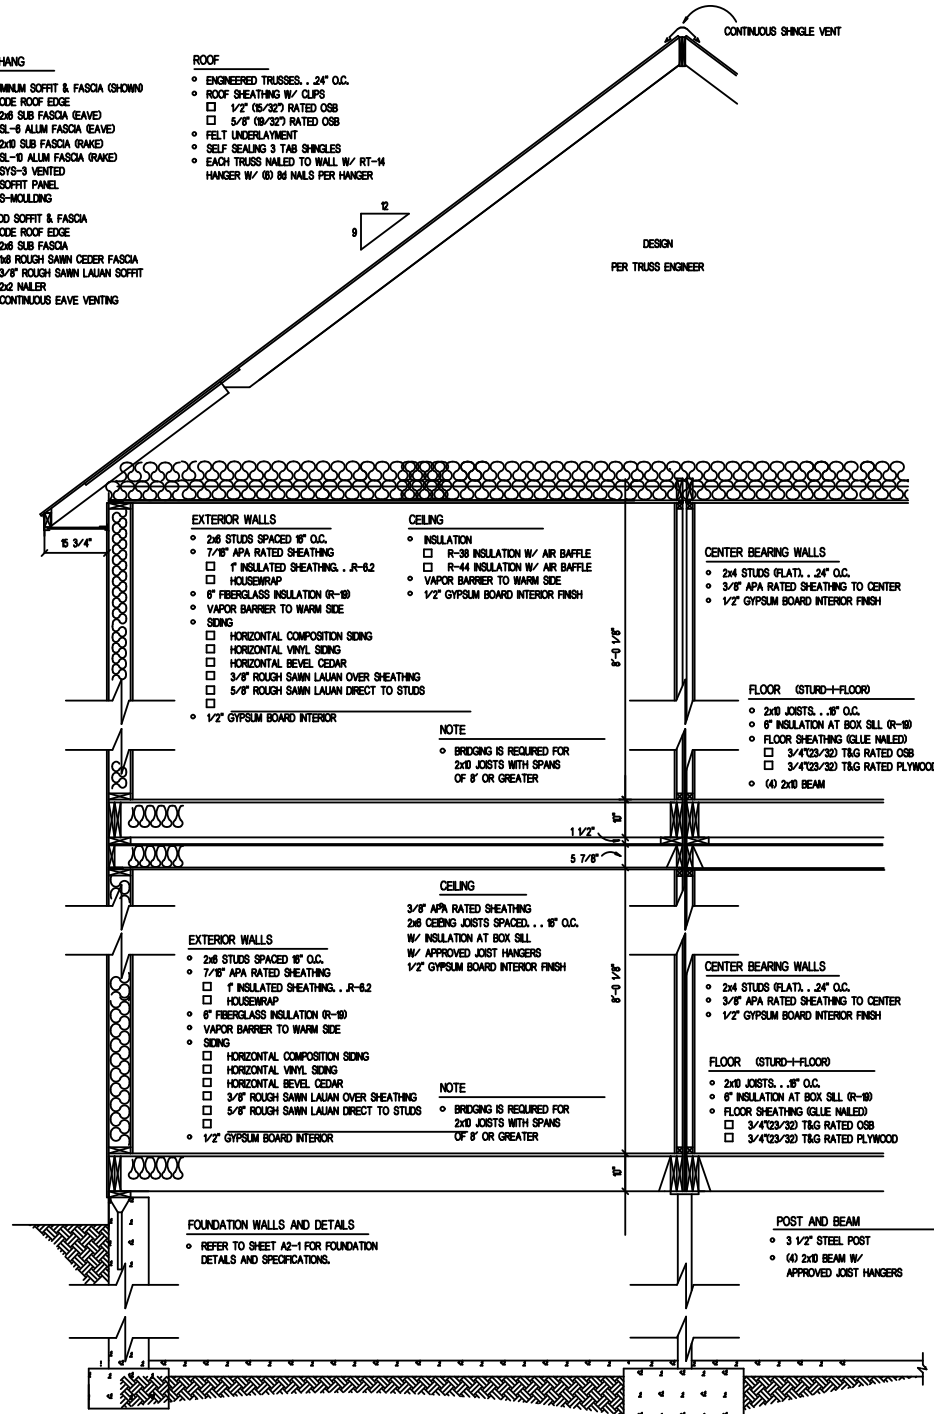 CONTINUOUS SHINGLE VENT
HANG
MINUM SOFFIT & FASCIA (SHOWN)
ODE ROOF EDGE
2x6 SUB FASCIA (EAVE)
SL-6 ALUM FASCIA (EAVE)
2x10 SUB FASCIA (RAKE)
SL-10 ALUM FASCIA (RAKE)
SYS-3 VENTED
SOFFIT PANEL
S-MOULDING
OD SOFFIT & FASCIA
ODE ROOF EDGE
2x6 SUB FASCIA
1x8 ROUGH SAWN CEDER FASCIA
3/8" ROUGH SAWN LAUAN SOFFIT
2x2 NAILER
CONTINUOUS EAVE VENTING
ROOF
ENGINEERED TRUSSES. . .24" O.C.
ROOF SHEATHING W/ CLIPS
1/2" (15/32") RATED OSB
5/8" (19/32") RATED OSB
FELT UNDERLAYMENT
SELF SEALING 3 TAB SHINGLES
EACH TRUSS NAILED TO WALL W/ RT-14
HANGER W/ (6) 8d NAILS PER HANGER
12
9
DESIGN
PER TRUSS ENGINEER
15 3/4"
EXTERIOR WALLS
2x6 STUDS SPACED 16" O.C.
7/16" APA RATED SHEATHING
1" INSULATED SHEATHING. . .R-6.2
HOUSEWRAP
6" FIBERGLASS INSULATION (R-19)
VAPOR BARRIER TO WARM SIDE
SIDING
HORIZONTAL COMPOSITION SIDING
HORIZONTAL VINYL SIDING
HORIZONTAL BEVEL CEDAR
3/8" ROUGH SAWN LAUAN OVER SHEATHING
5/8" ROUGH SAWN LAUAN DIRECT TO STUDS
1/2" GYPSUM BOARD INTERIOR
CEILING
INSULATION
R-38 INSULATION W/ AIR BAFFLE
R-44 INSULATION W/ AIR BAFFLE
VAPOR BARRIER TO WARM SIDE
1/2" GYPSUM BOARD INTERIOR FINISH
8'-0 1/8"
CENTER BEARING WALLS
2x4 STUDS (FLAT). . .24" O.C.
3/8" APA RATED SHEATHING TO CENTER
1/2" GYPSUM BOARD INTERIOR FINISH
FLOOR (STURD-I-FLOOR)
2x10 JOISTS. . .16" O.C.
6" INSULATION AT BOX SILL (R-19)
FLOOR SHEATHING (GLUE NAILED)
3/4"(23/32) T&G RATED OSB
3/4"(23/32) T&G RATED PLYWOOD
(4) 2x10 BEAM
NOTE
BRIDGING IS REQUIRED FOR
2x10 JOISTS WITH SPANS
OF 8' OR GREATER
10"
1 1/2"
5 7/8"
CEILING
3/8" APA RATED SHEATHING
2x6 CEILING JOISTS SPACED. . . 16" O.C.
W/ INSULATION AT BOX SILL
W/ APPROVED JOIST HANGERS
1/2" GYPSUM BOARD INTERIOR FINISH
8'-0 1/8"
EXTERIOR WALLS
2x6 STUDS SPACED 16" O.C.
7/16" APA RATED SHEATHING
1" INSULATED SHEATHING. . .R-6.2
HOUSEWRAP
6" FIBERGLASS INSULATION (R-19)
VAPOR BARRIER TO WARM SIDE
SIDING
HORIZONTAL COMPOSITION SIDING
HORIZONTAL VINYL SIDING
HORIZONTAL BEVEL CEDAR
3/8" ROUGH SAWN LAUAN OVER SHEATHING
5/8" ROUGH SAWN LAUAN DIRECT TO STUDS
1/2" GYPSUM BOARD INTERIOR
NOTE
BRIDGING IS REQUIRED FOR
2x10 JOISTS WITH SPANS
OF 8' OR GREATER
CENTER BEARING WALLS
2x4 STUDS (FLAT). . .24" O.C.
3/8" APA RATED SHEATHING TO CENTER
1/2" GYPSUM BOARD INTERIOR FINISH
FLOOR (STURD-I-FLOOR)
2x10 JOISTS. . .16" O.C.
6" INSULATION AT BOX SILL (R-19)
FLOOR SHEATHING (GLUE NAILED)
3/4"(23/32) T&G RATED OSB
3/4"(23/32) T&G RATED PLYWOOD
10"
FOUNDATION WALLS AND DETAILS
REFER TO SHEET A2-1 FOR FOUNDATION
DETAILS AND SPECIFICATIONS.
POST AND BEAM
3 1/2" STEEL POST
(4) 2x10 BEAM W/
APPROVED JOIST HANGERS